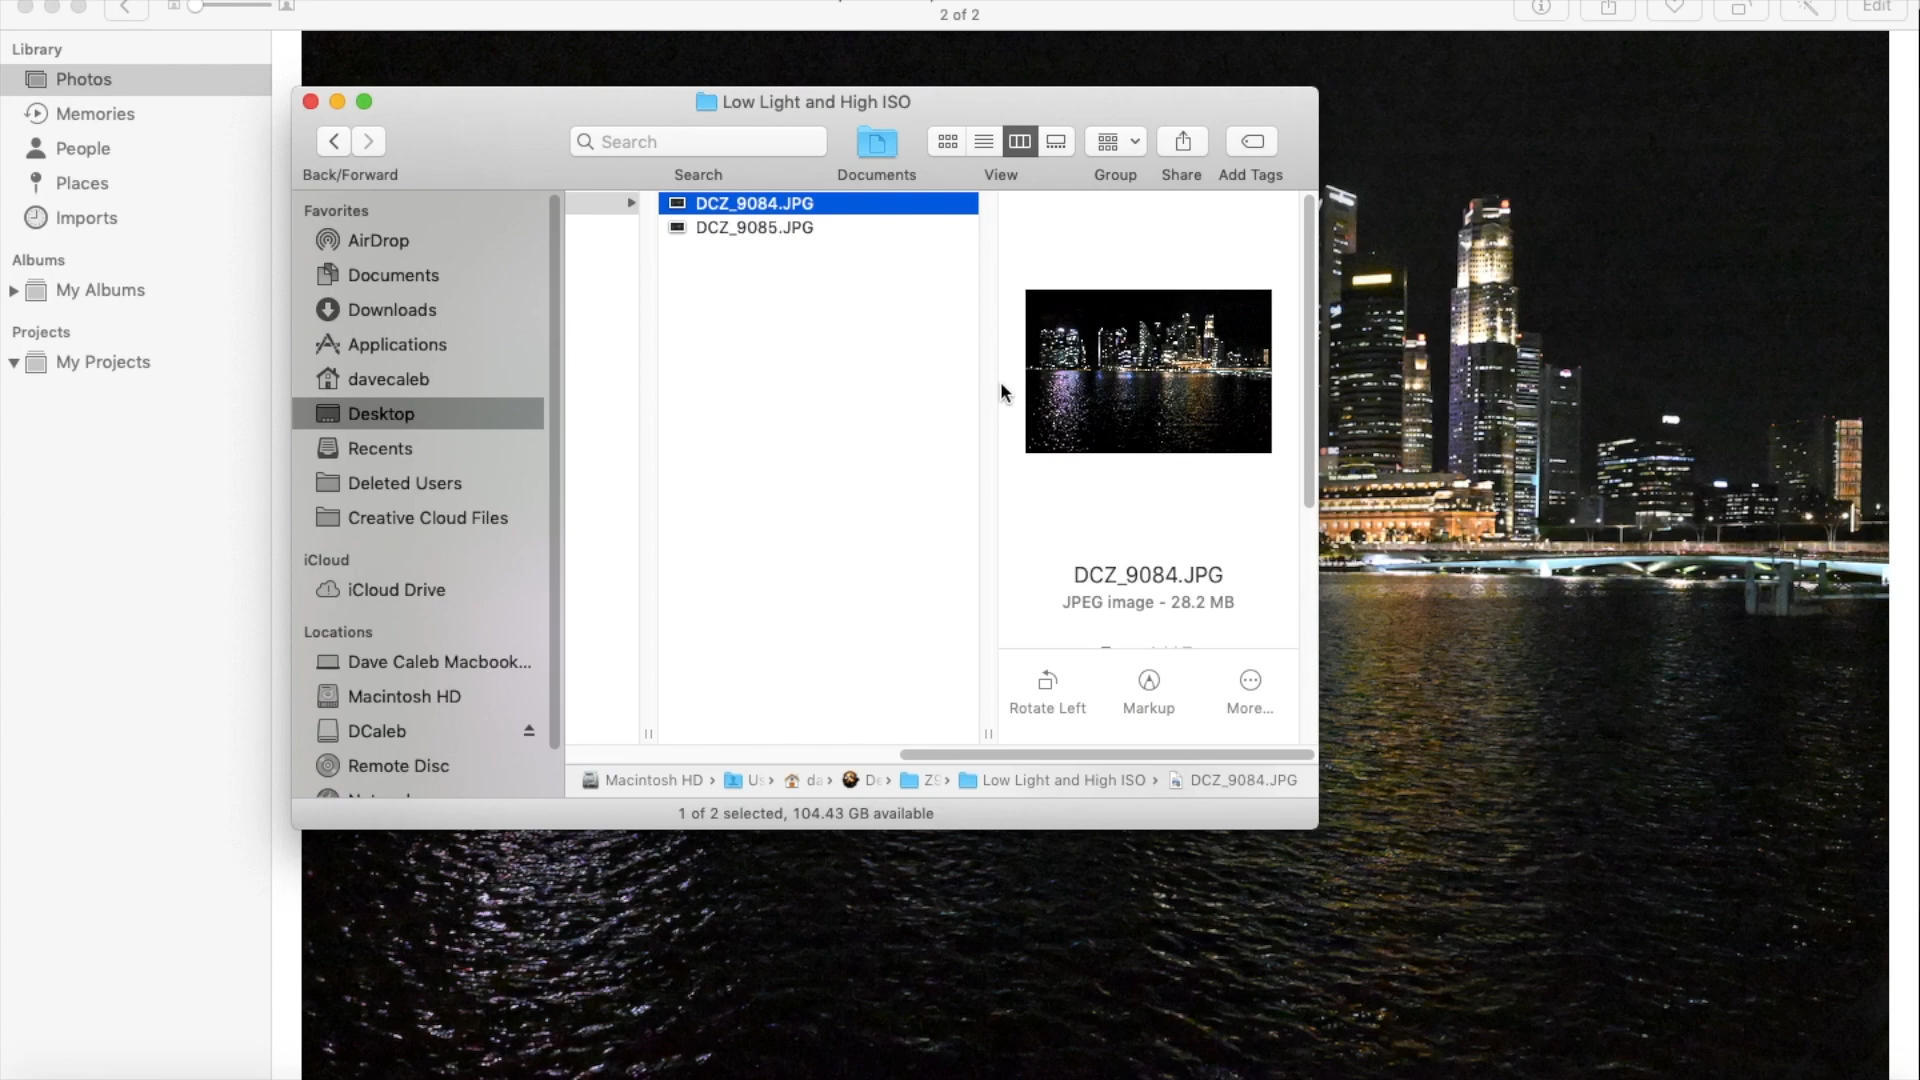 2 of 2
Edit
Library
Photos
Memories
People
Places
Imports
Albums
My Albums
Projects
My Projects
Low Light and High ISO
Search
Back/Forward
Search
Documents
View
Group
Share
Add Tags
Favorites
AirDrop
Documents
Downloads
Applications
davecaleb
Desktop
Recents
Deleted Users
Creative Cloud Files
iCloud
iCloud Drive
Locations
Dave Caleb Macbook...
Macintosh HD
DCaleb
Remote Disc
DCZ_9084.JPG
DCZ_9085.JPG
DCZ_9084.JPG
JPEG image - 28.2 MB
Rotate Left
Markup
More...
Macintosh HD › Us › da › De › Z9 › Low Light and High ISO › DCZ_9084.JPG
1 of 2 selected, 104.43 GB available